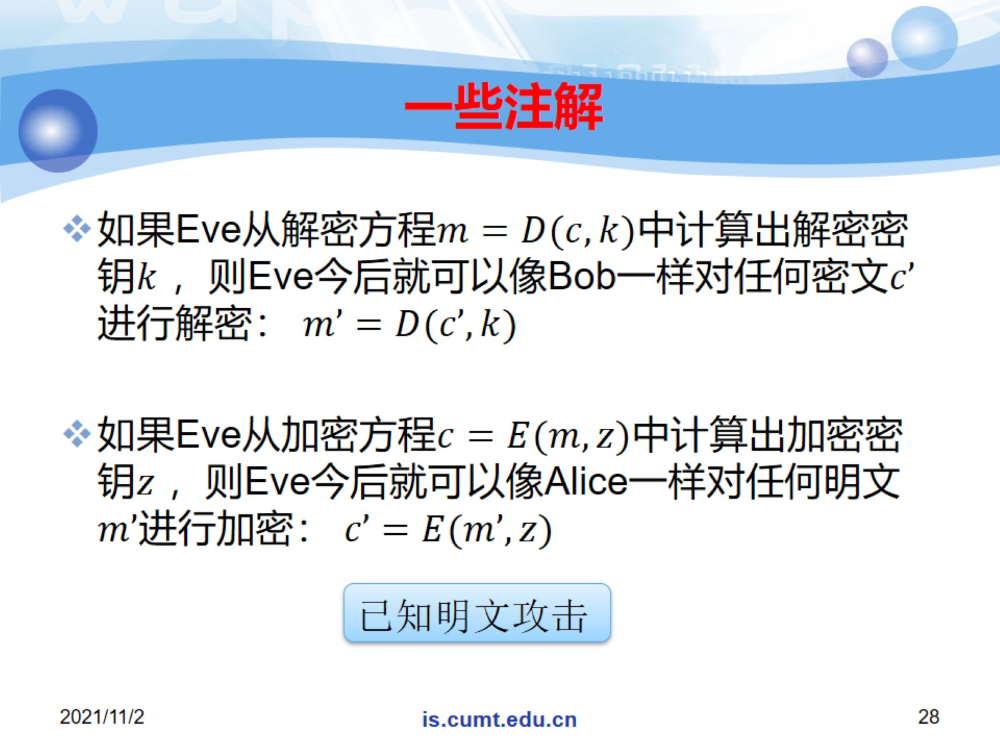 一些注解
如果Eve从解密方程m = D(c, k)中计算出解密密
钥k ，则Eve今后就可以像Bob一样对任何密文c’
进行解密： m’ = D(c’, k)
如果Eve从加密方程c = E(m, z)中计算出加密密
钥z ，则Eve今后就可以像Alice一样对任何明文
m’进行加密： c’ = E(m’, z)
已知明文攻击
2021/11/2
is.cumt.edu.cn
28